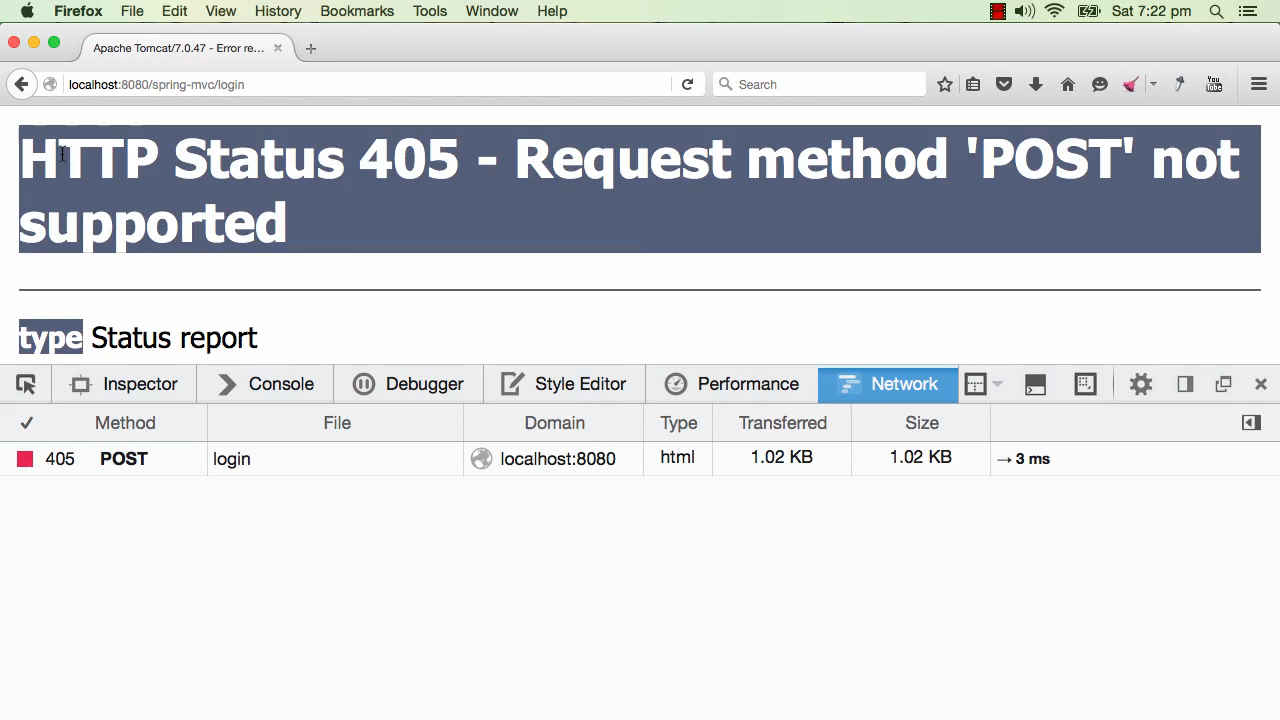 Firefox File Edit View History Bookmarks Tools Window Help Sat 7:22 pm
Apache Tomcat/7.0.47 - Error re...
localhost:8080/spring-mvc/login Search You Tube
HTTP Status 405 - Request method 'POST' not
supported
type Status report
Inspector Console Debugger Style Editor Performance Network
Method File Domain Type Transferred Size
405 POST login localhost:8080 html 1.02 KB 1.02 KB → 3 ms